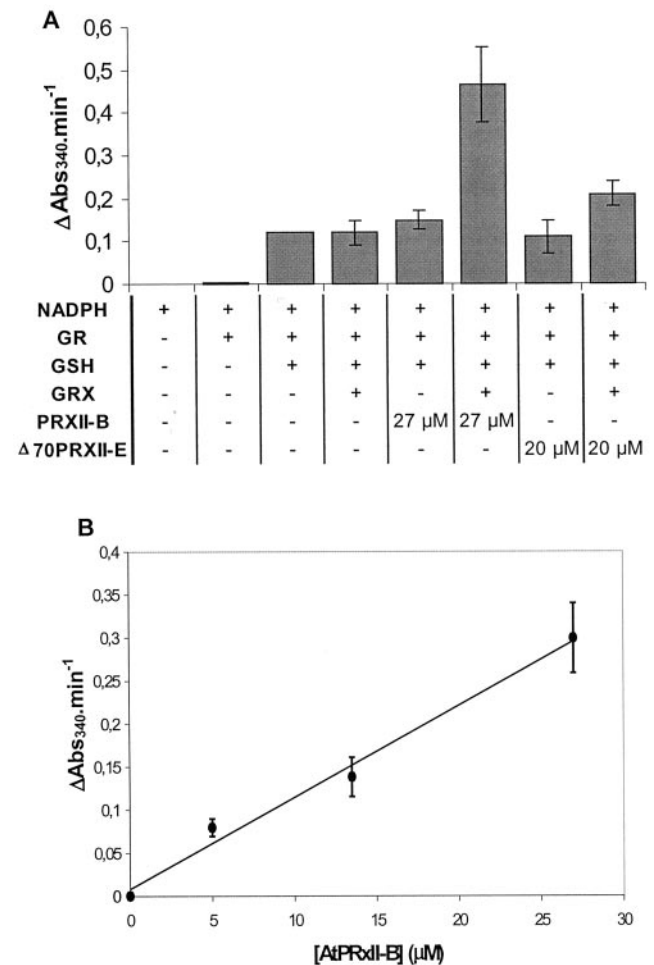 A
0,6
0,5
0,4
0,3
0,2
0,1
0
Δ Abs340.min-1
NADPH + + + + + + + +
GR - + + + + + + +
GSH - - + + + + + +
GRX - - - + - + - +
PRXII-B - - - - 27 µM 27 µM - -
Δ 70PRXII-E - - - - - - 20 µM 20 µM
B
0,4
0,35
0,3
0,25
0,2
0,15
0,1
0,05
0
ΔAbs340.min-1
0 5 10 15 20 25 30
[AtPRxII-B] (µM)